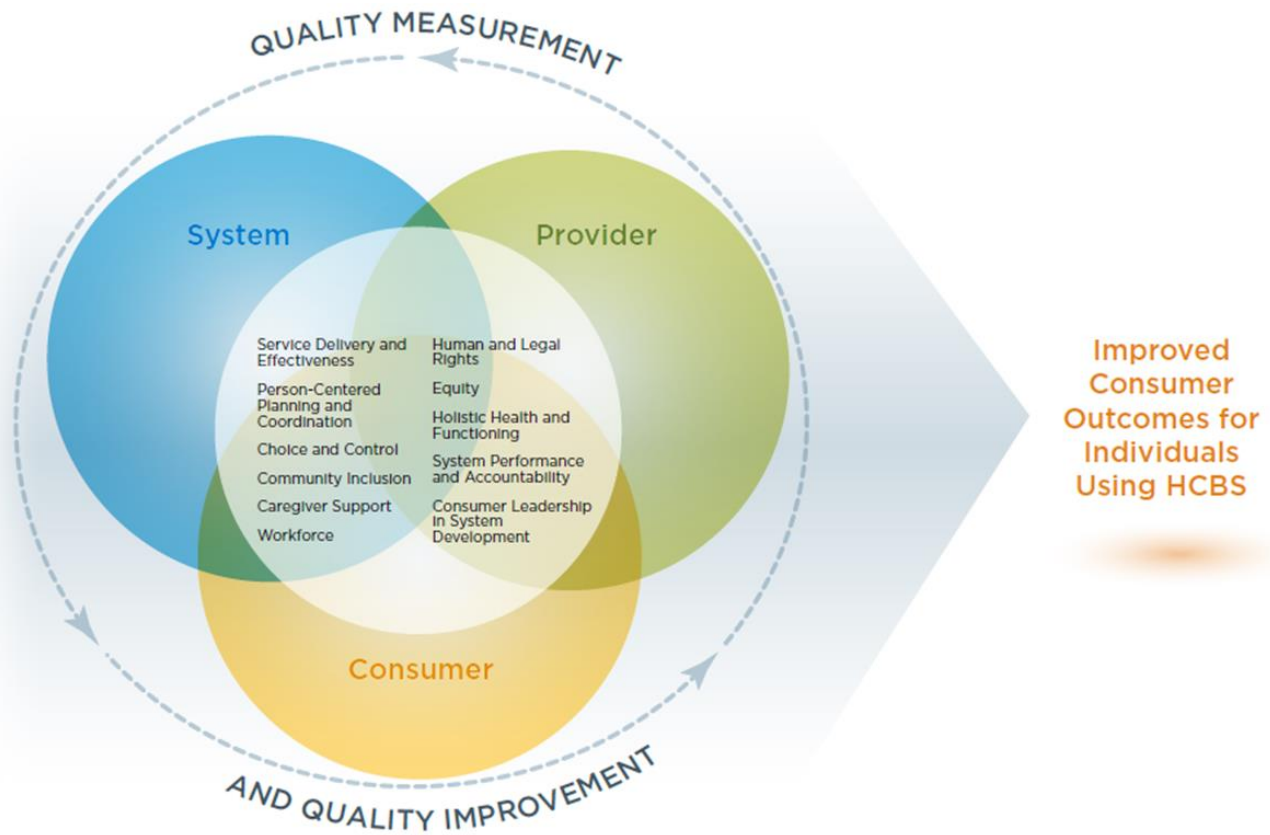 QUALITY MEASUREMENT
System
Provider
Service Delivery and
Effectiveness
Person-Centered
Planning and
Coordination
Choice and Control
Community Inclusion
Caregiver Support
Workforce
Human and Legal
Rights
Equity
Holistic Health and
Functioning
System Performance
and Accountability
Consumer Leadership
in System
Development
Consumer
AND QUALITY IMPROVEMENT
Improved
Consumer
Outcomes for
Individuals
Using HCBS